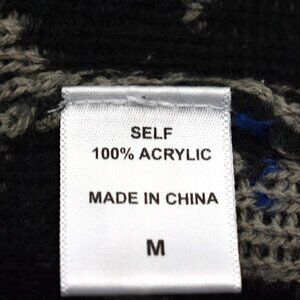 SELF
100% ACRYLIC
MADE IN CHINA
M